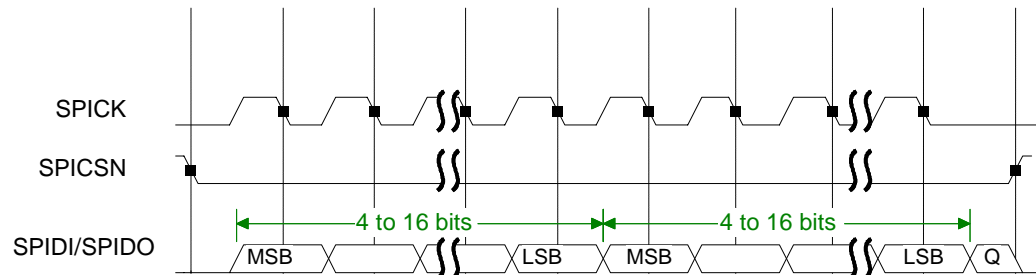 SPICK
SPICSN
4 to 16 bits 4 to 16 bits
SPIDI/SPIDO MSB LSB MSB LSB Q